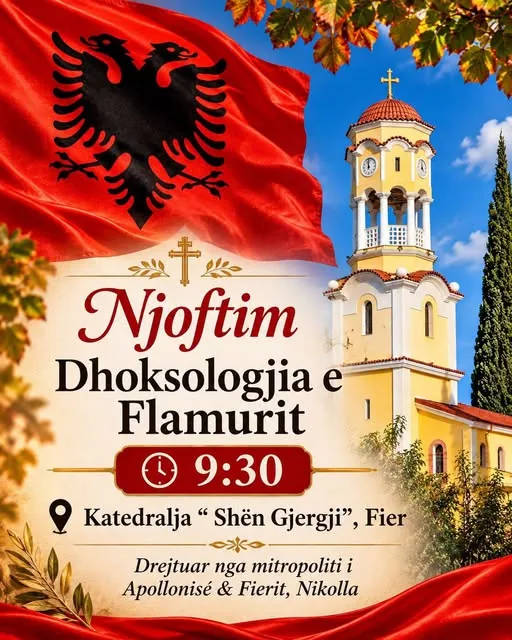 Njoftim
Dhoksologjia e
Flamurit
9:30
Katedralja “ Shën Gjergji”, Fier
Drejtuar nga mitropoliti i
Apollonisé & Fierit, Nikolla